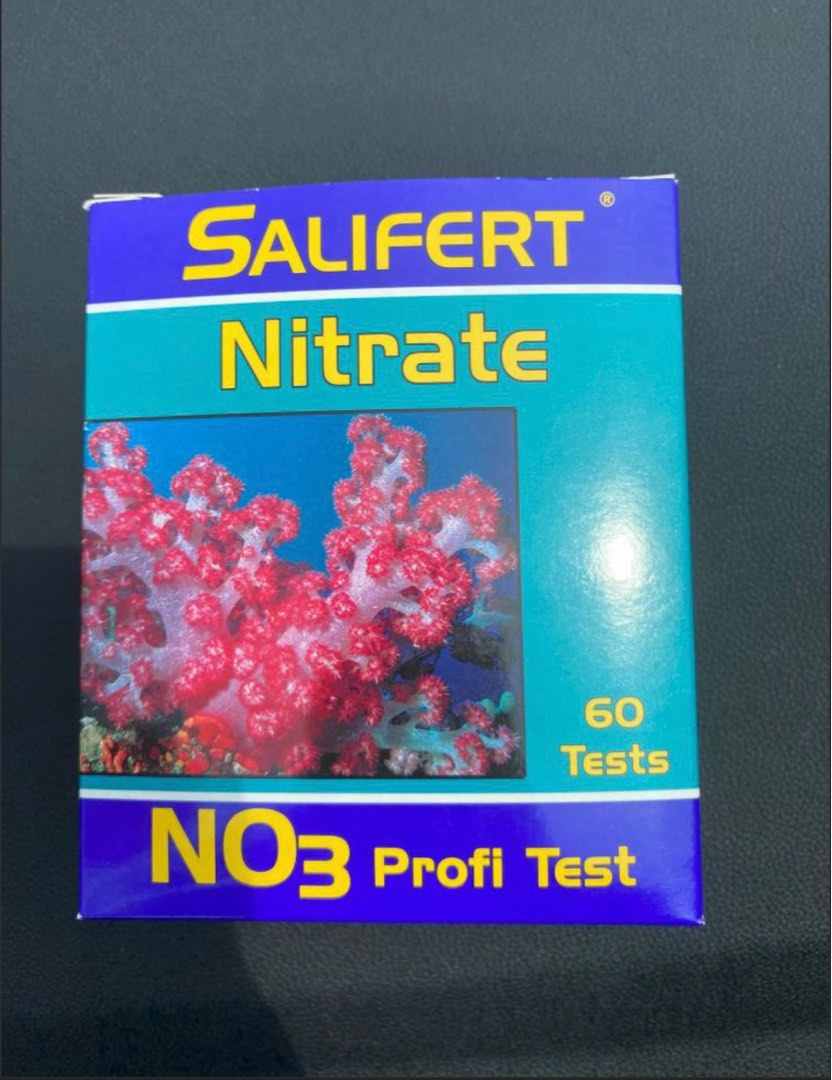 SALIFERT®
Nitrate
60
Tests
NO3 Profi Test